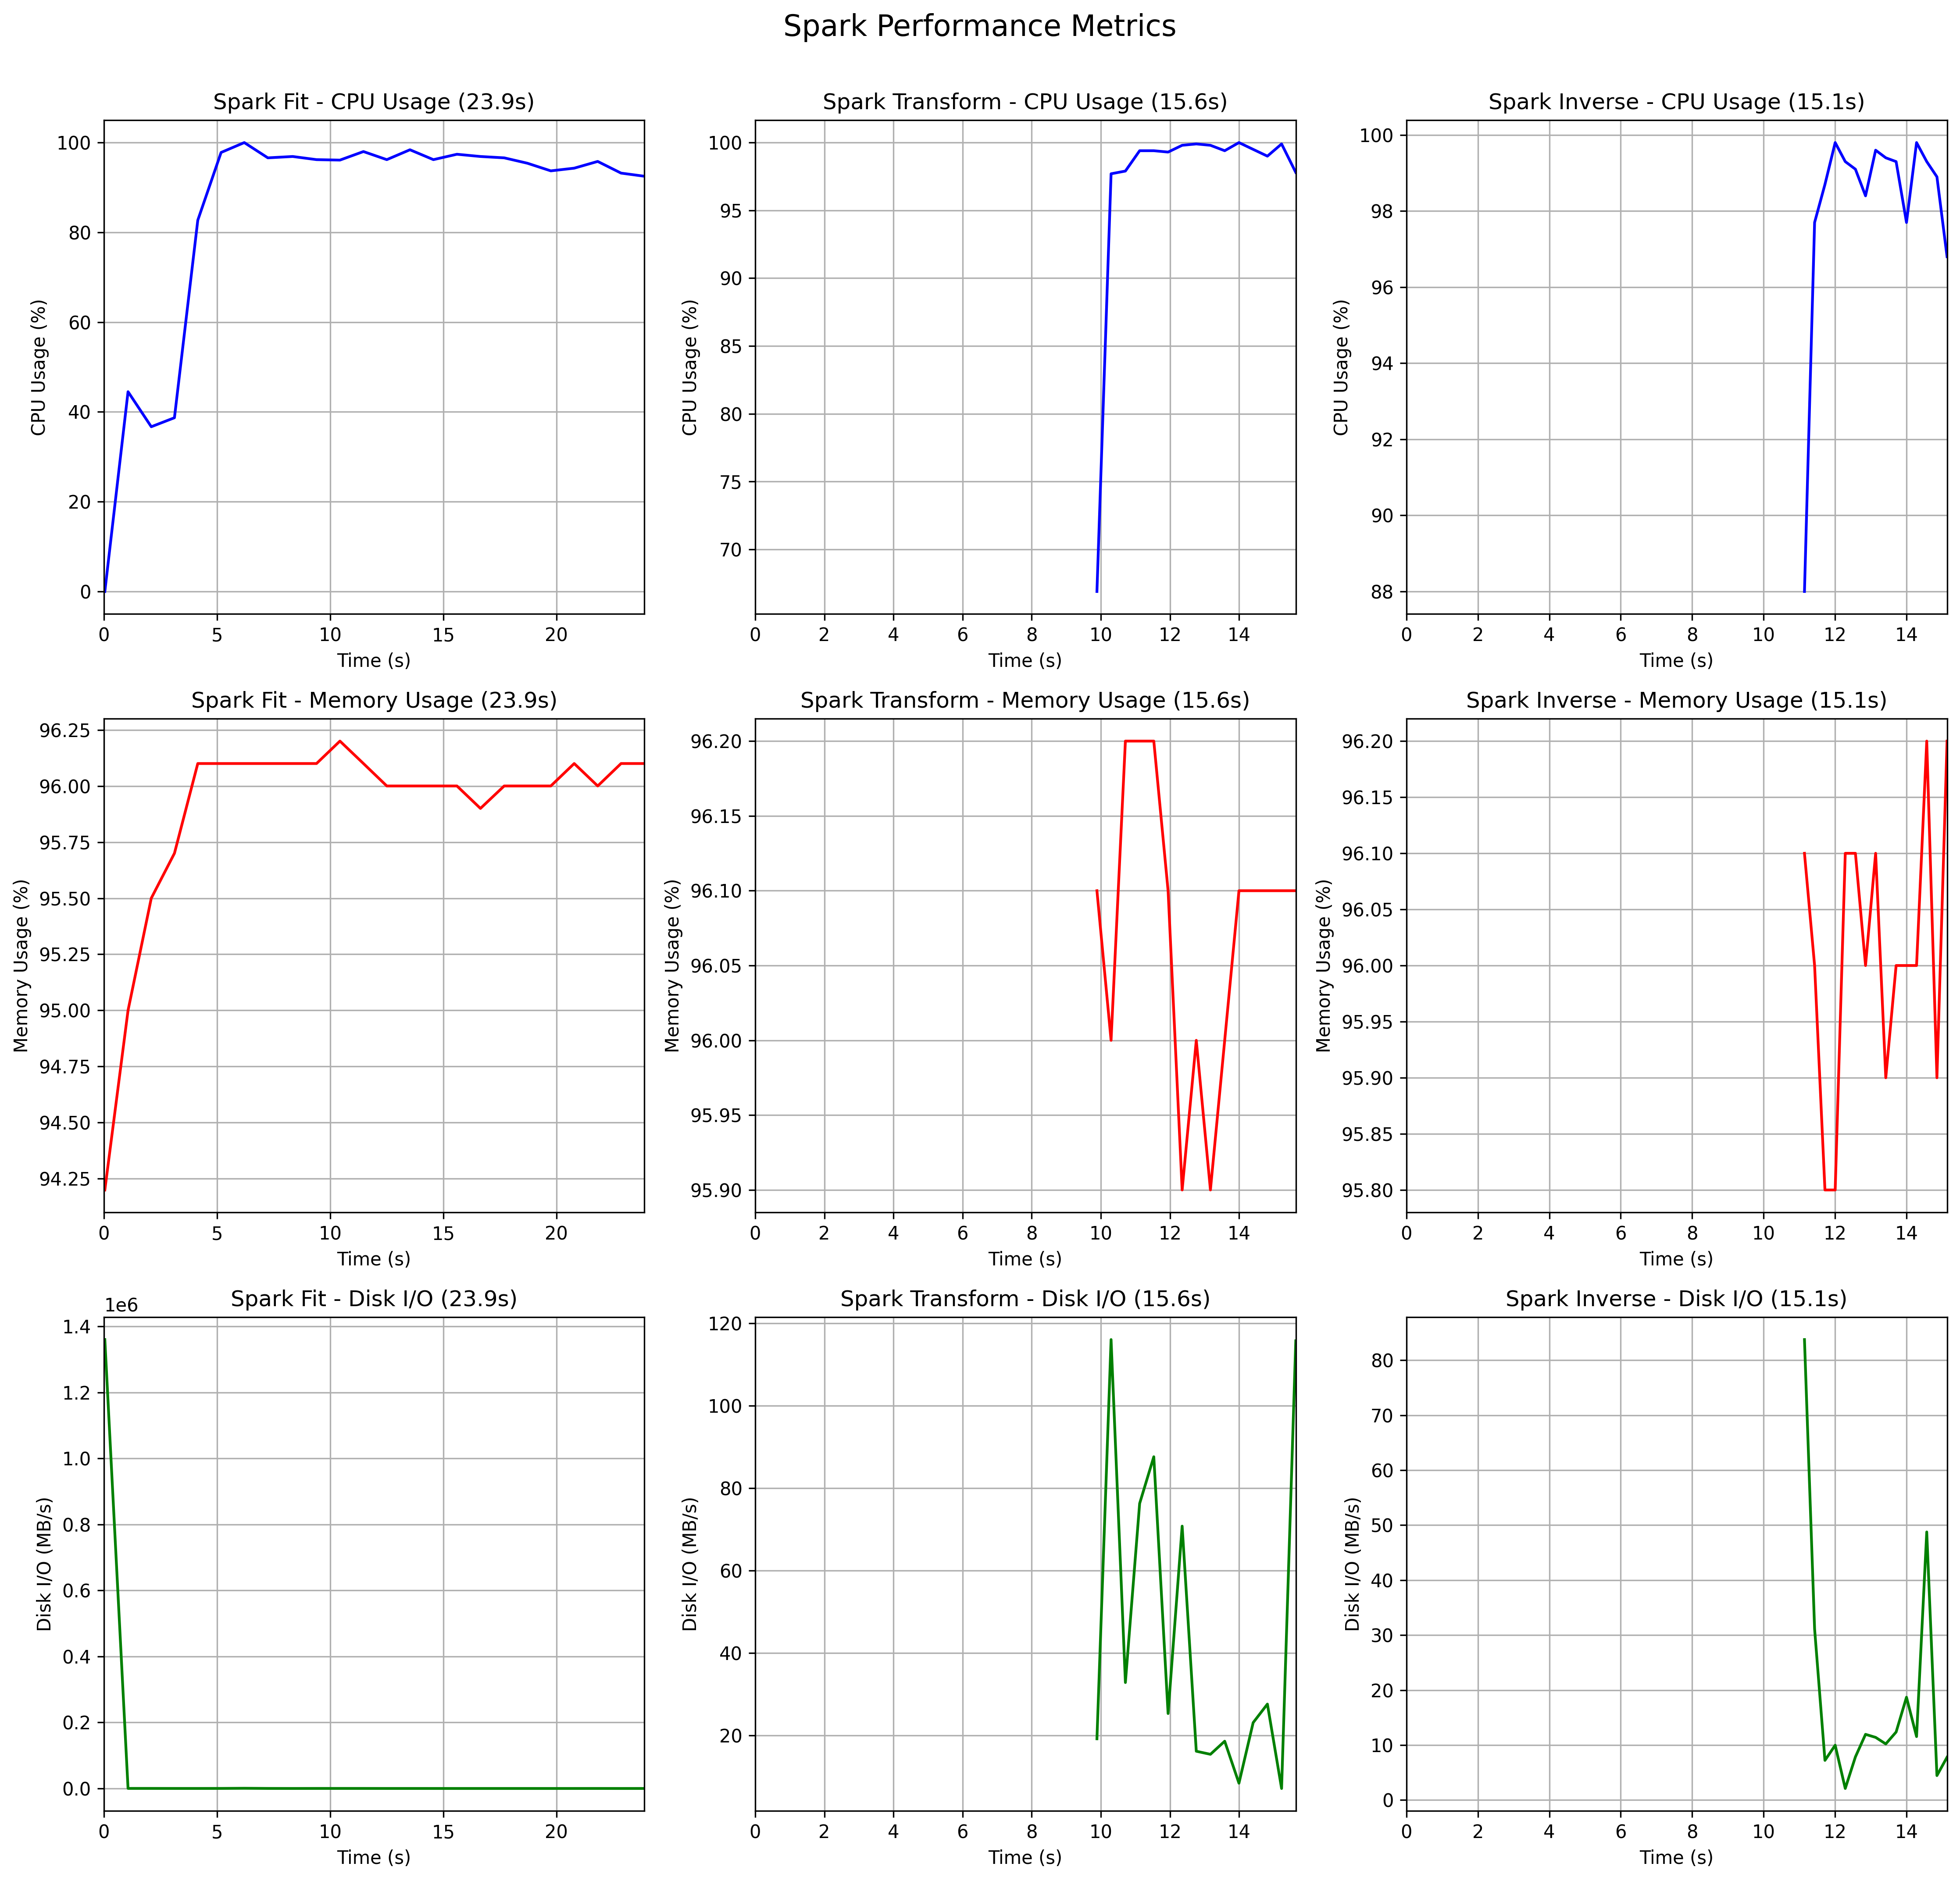 Spark Performance Metrics
Spark Fit - CPU Usage (23.9s)
CPU Usage (%)
100
80
60
40
20
0
0 5 10 15 20
Time (s)
Spark Transform - CPU Usage (15.6s)
CPU Usage (%)
100
95
90
85
80
75
70
0 2 4 6 8 10 12 14
Time (s)
Spark Inverse - CPU Usage (15.1s)
CPU Usage (%)
100
98
96
94
92
90
88
0 2 4 6 8 10 12 14
Time (s)
Spark Fit - Memory Usage (23.9s)
Memory Usage (%)
96.25
96.00
95.75
95.50
95.25
95.00
94.75
94.50
94.25
0 5 10 15 20
Time (s)
Spark Transform - Memory Usage (15.6s)
Memory Usage (%)
96.20
96.15
96.10
96.05
96.00
95.95
95.90
0 2 4 6 8 10 12 14
Time (s)
Spark Inverse - Memory Usage (15.1s)
Memory Usage (%)
96.20
96.15
96.10
96.05
96.00
95.95
95.90
95.85
95.80
0 2 4 6 8 10 12 14
Time (s)
Spark Fit - Disk I/O (23.9s)
1e6
Disk I/O (MB/s)
1.4
1.2
1.0
0.8
0.6
0.4
0.2
0.0
0 5 10 15 20
Time (s)
Spark Transform - Disk I/O (15.6s)
Disk I/O (MB/s)
120
100
80
60
40
20
0 2 4 6 8 10 12 14
Time (s)
Spark Inverse - Disk I/O (15.1s)
Disk I/O (MB/s)
80
70
60
50
40
30
20
10
0
0 2 4 6 8 10 12 14
Time (s)